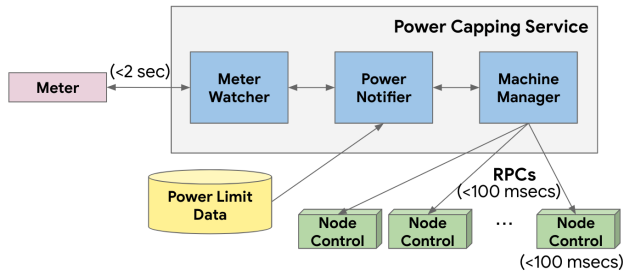 Power Capping Service
(<2 sec)
Meter
Meter
Watcher
Power
Notifier
Machine
Manager
Power Limit
Data
RPCs
(<100 msecs)
Node
Control
Node
Control
...
Node
Control
(<100 msecs)